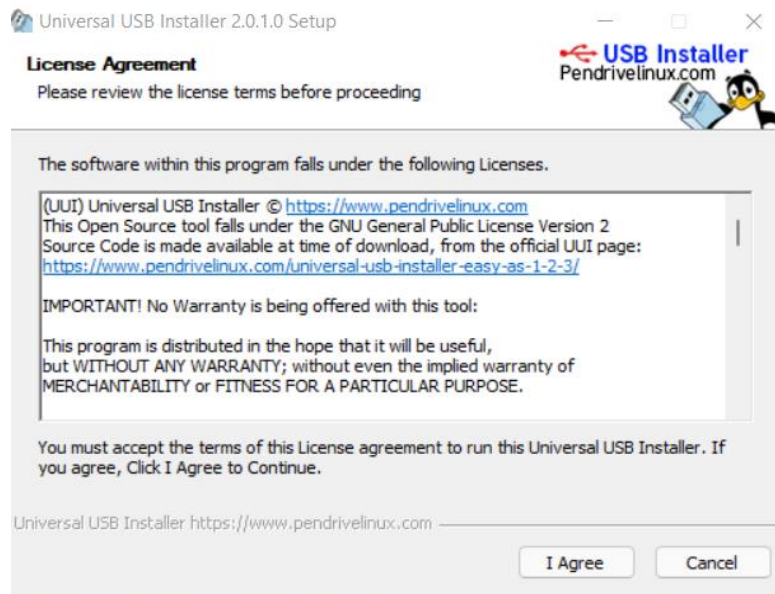 Universal USB Installer 2.0.1.0 Setup
License Agreement
Please review the license terms before proceeding
USB Installer
Pendrivelinux.com
The software within this program falls under the following Licenses.
(UUI) Universal USB Installer © https://www.pendrivelinux.com
This Open Source tool falls under the GNU General Public License Version 2
Source Code is made available at time of download, from the official UUI page:
https://www.pendrivelinux.com/universal-usb-installer-easy-as-1-2-3/
IMPORTANT! No Warranty is being offered with this tool:
This program is distributed in the hope that it will be useful,
but WITHOUT ANY WARRANTY; without even the implied warranty of
MERCHANTABILITY or FITNESS FOR A PARTICULAR PURPOSE.
You must accept the terms of this License agreement to run this Universal USB Installer. If
you agree, Click I Agree to Continue.
Universal USB Installer https://www.pendrivelinux.com
I Agree
Cancel